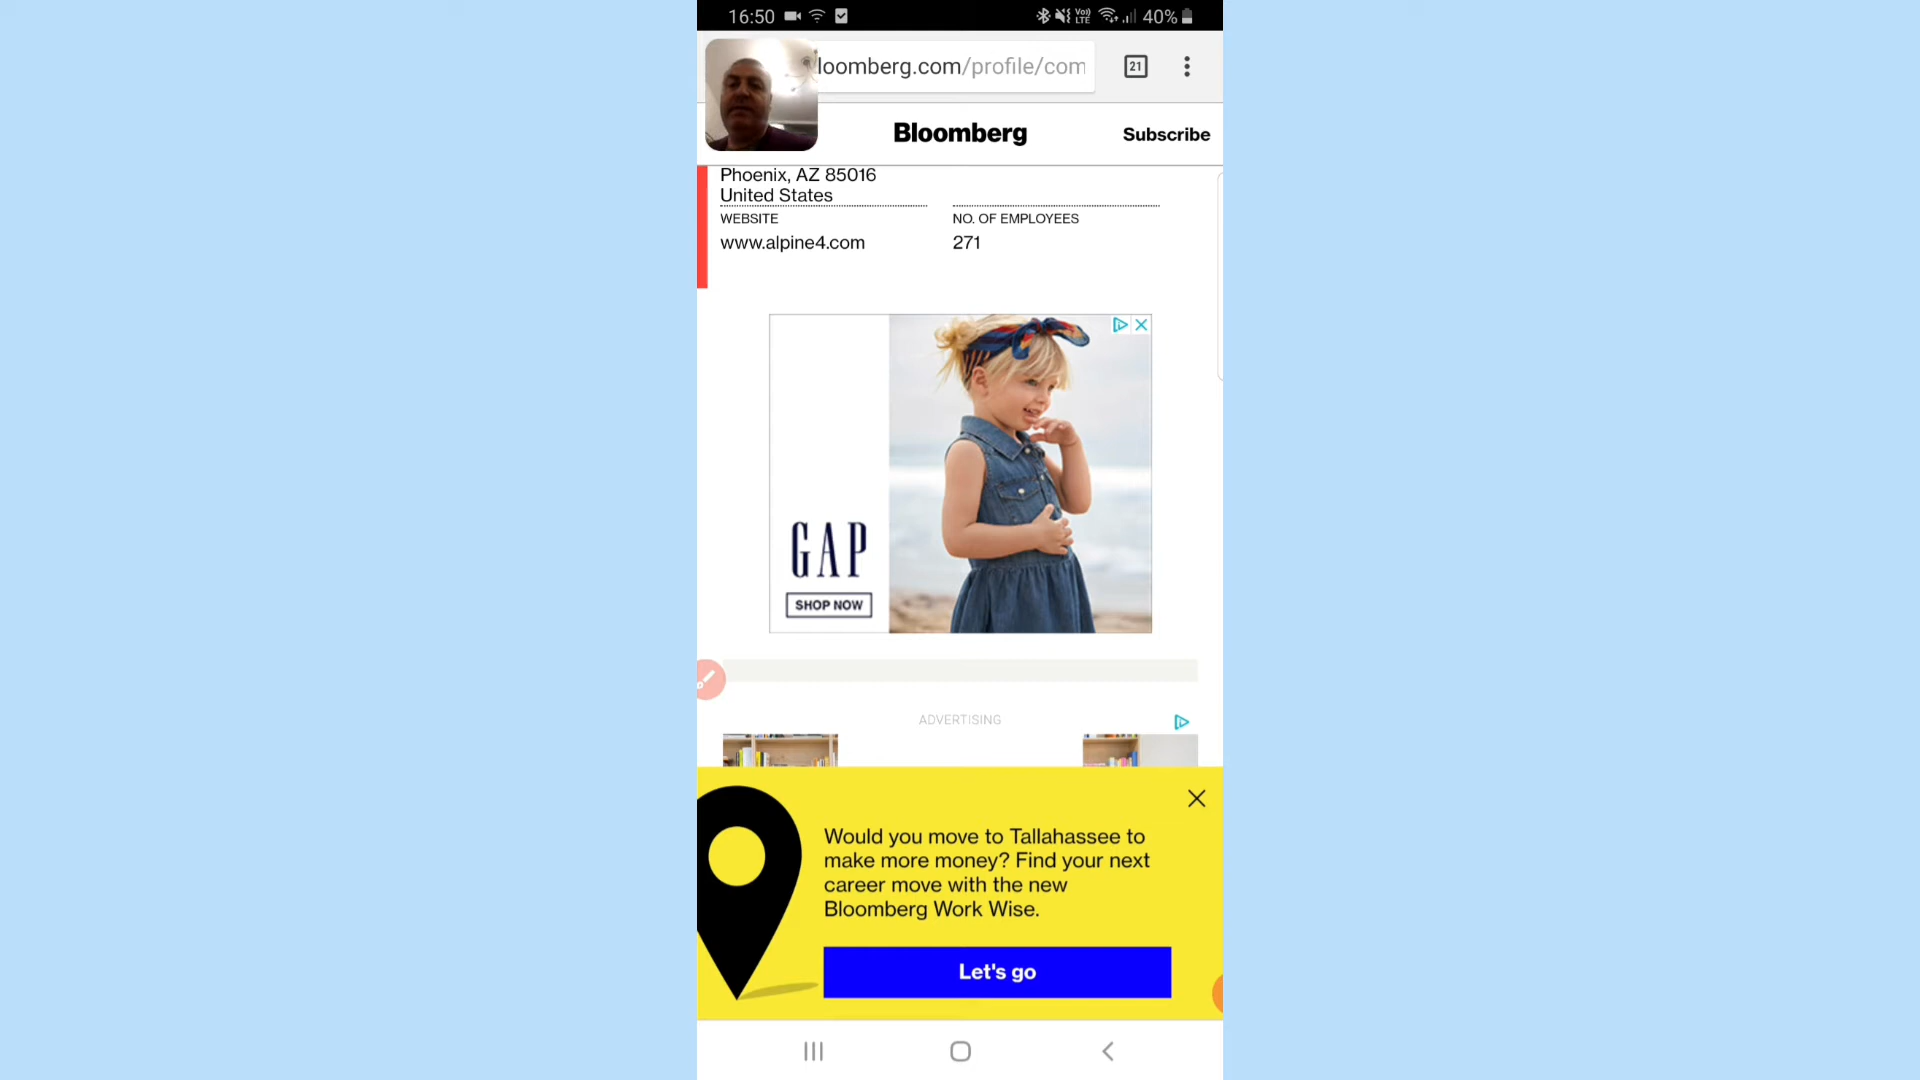 16:50
Vo))
LTE
40%
loomberg.com/profile/com
21
Bloomberg
Subscribe
Phoenix, AZ 85016
United States
WEBSITE
NO. OF EMPLOYEES
www.alpine4.com
271
GAP
SHOP NOW
ADVERTISING
Would you move to Tallahassee to
make more money? Find your next
career move with the new
Bloomberg Work Wise.
Let's go